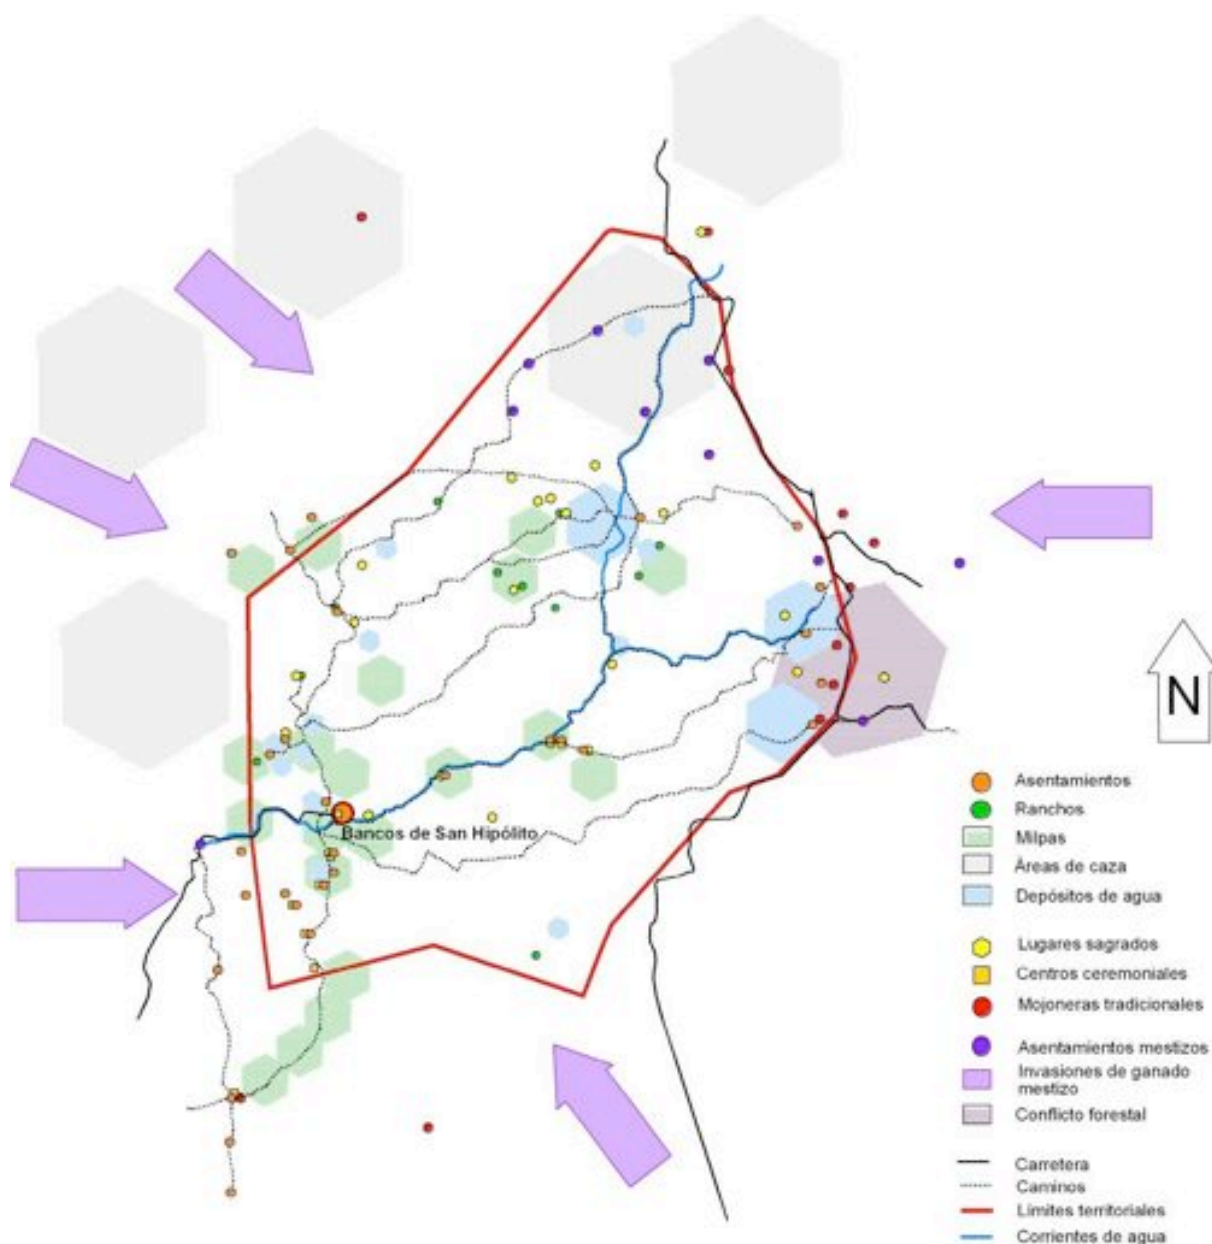 N
Bancos de San Hipólito
Asentamientos
Ranchos
Milpas
Áreas de caza
Depósitos de agua
Lugares sagrados
Centros ceremoniales
Mojoneras tradicionales
Asentamientos mestizos
Invasiones de ganado
mestizo
Conflicto forestal
Carretera
Caminos
Límites territoriales
Corrientes de agua